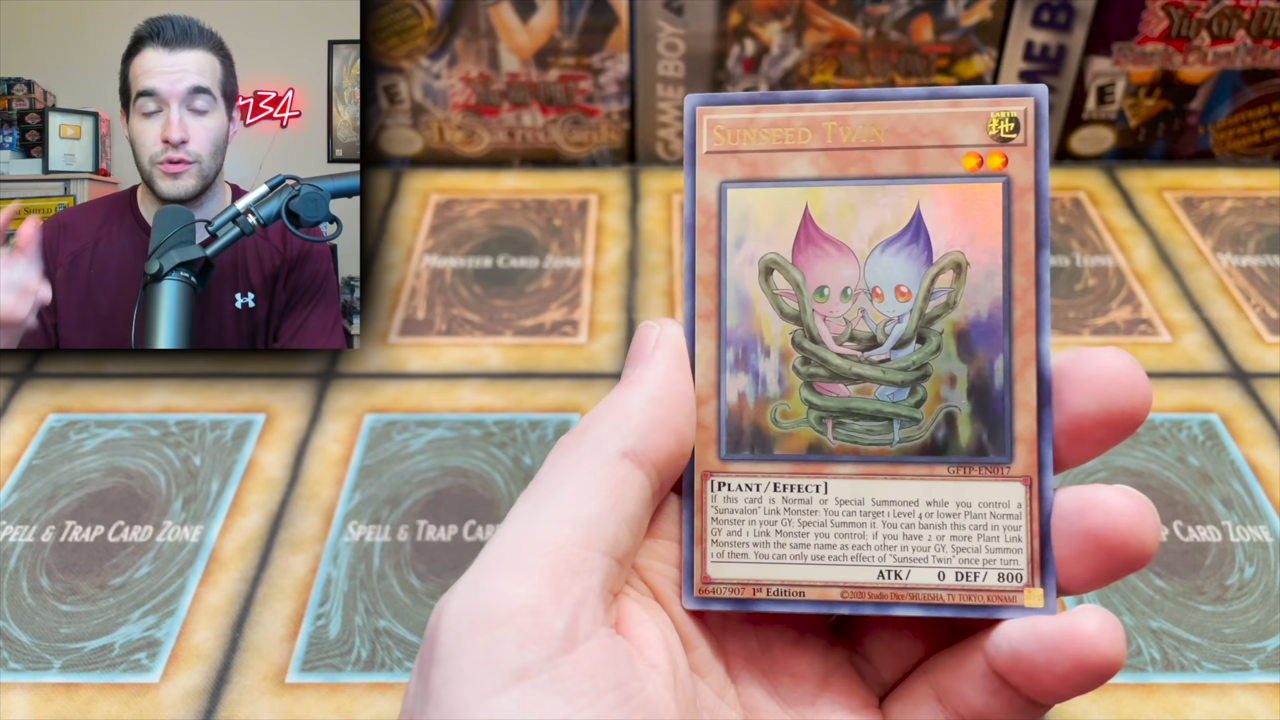 734
SHIELD
E
GAME BOY
E
SUNSEED TWIN
EARTH
地
MONSTER CARD ZONE
GFTP-EN017
[PLANT/EFFECT]
If this card is Normal or Special Summoned while you control a
"Sunavalon" Link Monster: You can target 1 Level 4 or lower Plant Normal
Monster in your GY; Special Summon it. You can banish this card in your
GY and 1 Link Monster you control; if you have 2 or more Plant Link
Monsters with the same name as each other in your GY, Special Summon
1 of them. You can only use each effect of "Sunseed Twin" once per turn.
ATK/ 0 DEF/ 800
66407907 1st Edition ©2020 Studio Dice/SHUEISHA, TV TOKYO, KONAMI
SPELL & TRAP CARD ZONE
SPELL & TRAP CAR
CARD ZONE